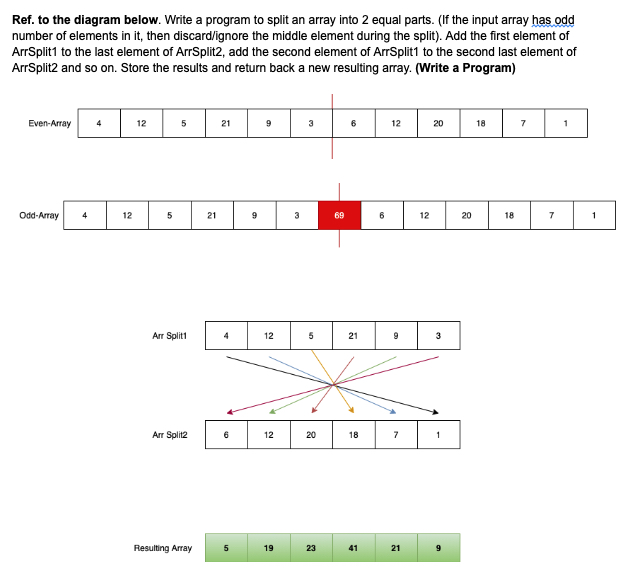 Ref. to the diagram below. Write a program to split an array into 2 equal parts. (If the input array has odd
number of elements in it, then discard/ignore the middle element during the split). Add the first element of
ArrSplit1 to the last element of ArrSplit2, add the second element of ArrSplit1 to the second last element of
ArrSplit2 and so on. Store the results and return back a new resulting array. (Write a Program)
Even-Array 4 12 5 21 9 3 6 12 20 18 7 1
Odd-Array 4 12 5 21 9 3 69 6 12 20 18 7 1
Arr Split1 4 12 5 21 9 3
Arr Split2 6 12 20 18 7 1
Resulting Array 5 19 23 41 21 9